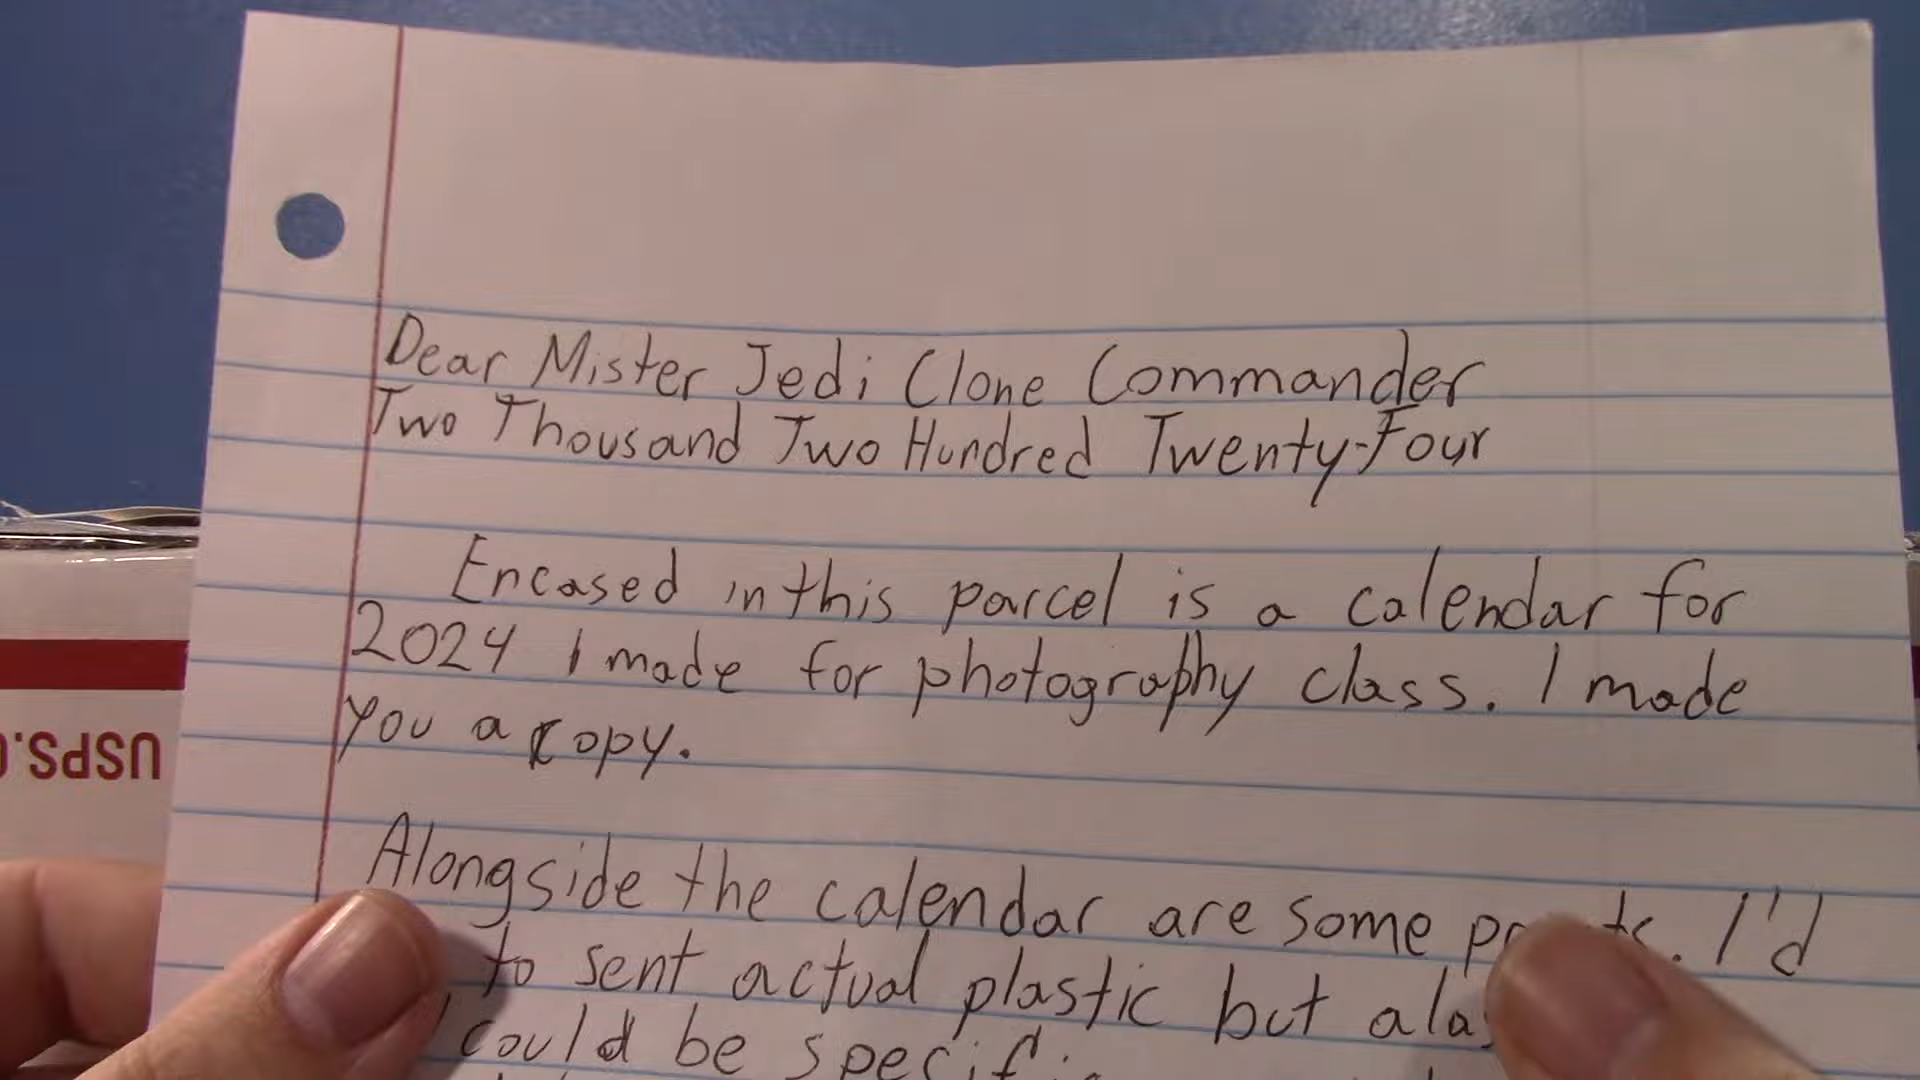 Dear Mister Jedi Clone Commander
Two Thousand Two Hundred Twenty-Four
Encased in this parcel is a calendar for
2024 I made for photography class. I made
you a copy.
Alongside the calendar are some I'd
to sent actual plastic but
could be
USPS.